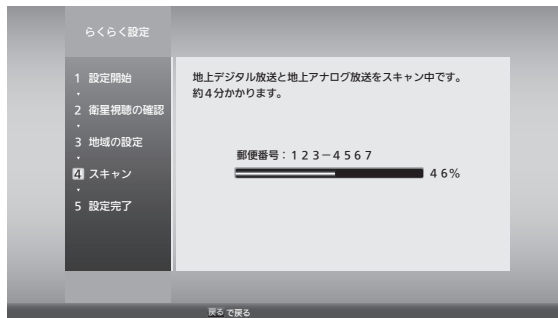 らくらく設定
1 設定開始
2 衛星視聴の確認
3 地域の設定
4 スキャン
5 設定完了
地上デジタル放送と地上アナログ放送をスキャン中です。
約4分かかります。
郵便番号：123－4567
46%
戻る で戻る